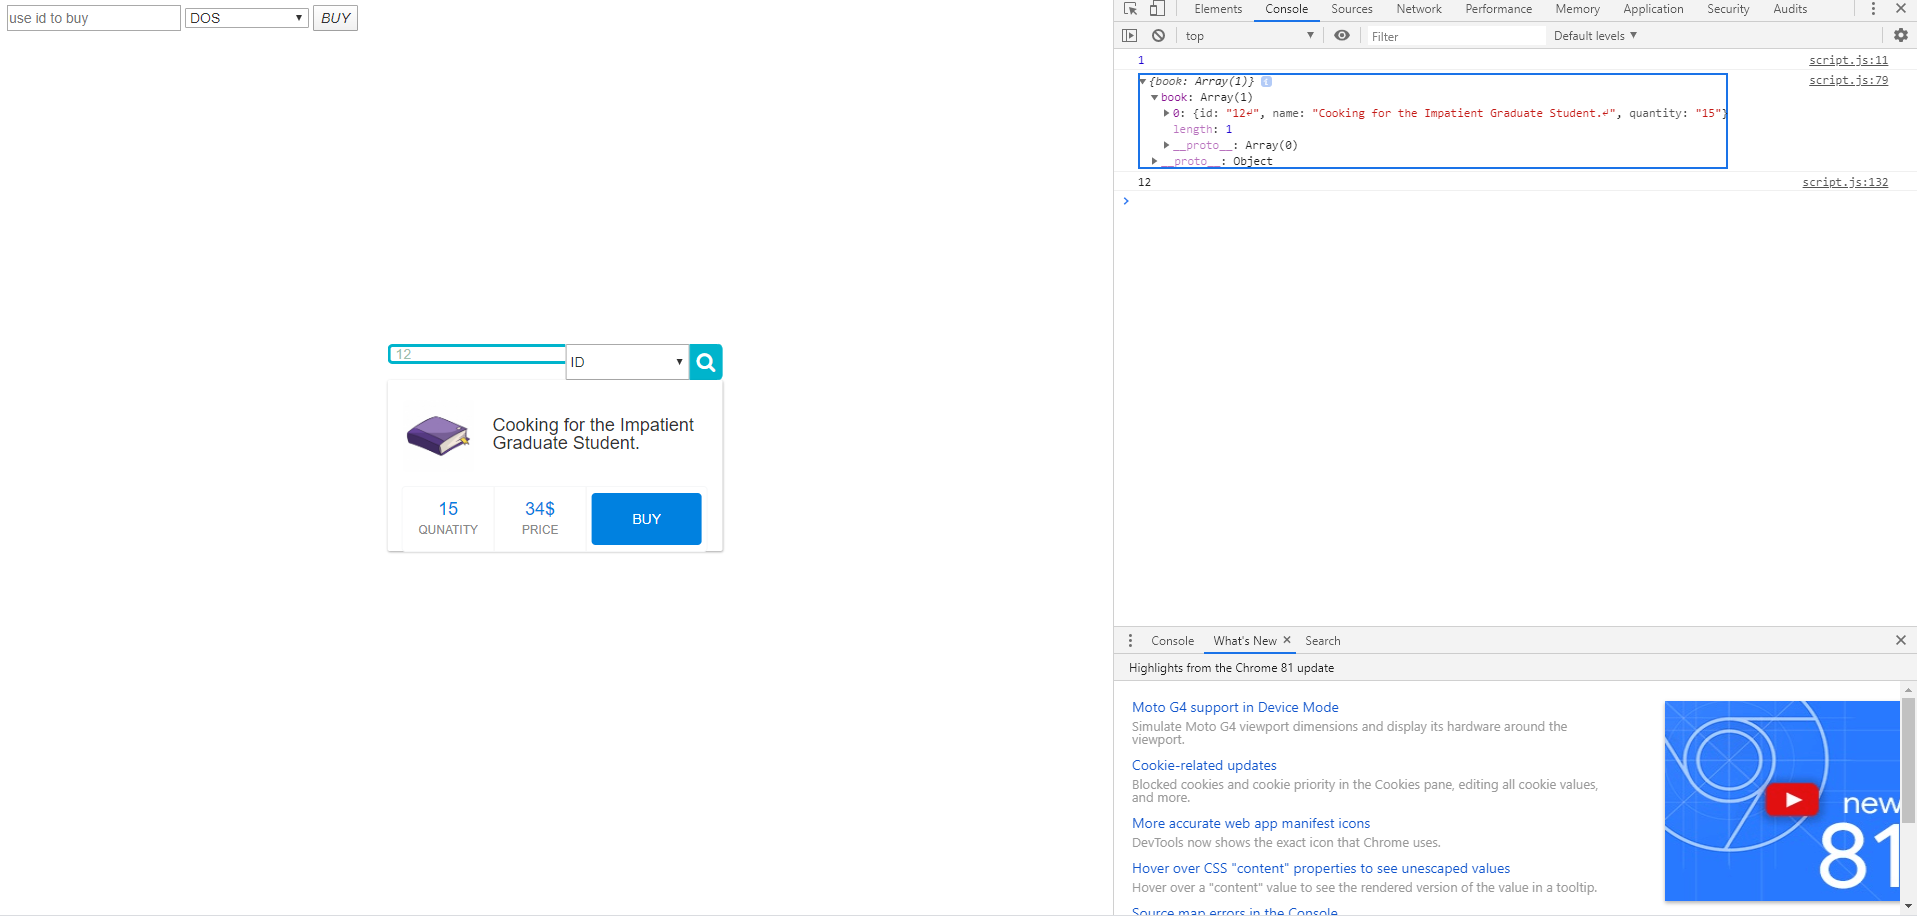 use id to buy DOS BUY
12 ID
Cooking for the Impatient
Graduate Student.
15 34$ BUY
QUNATITY PRICE
Elements Console Sources Network Performance Memory Application Security Audits
top Filter Default levels
1 script.js:11
{book: Array(1)} i script.js:79
book: Array(1)
0: {id: "12↵", name: "Cooking for the Impatient Graduate Student.↵", quantity: "15"}
length: 1
__proto__: Array(0)
__proto__: Object
12 script.js:132
Console What's New Search
Highlights from the Chrome 81 update
Moto G4 support in Device Mode
Simulate Moto G4 viewport dimensions and display its hardware around the
viewport.
Cookie-related updates
Blocked cookies and cookie priority in the Cookies pane, editing all cookie values,
and more.
More accurate web app manifest icons
DevTools now shows the exact icon that Chrome uses.
Hover over CSS "content" properties to see unescaped values
Hover over a "content" value to see the rendered version of the value in a tooltip.
Source map errors in the Console
new
81